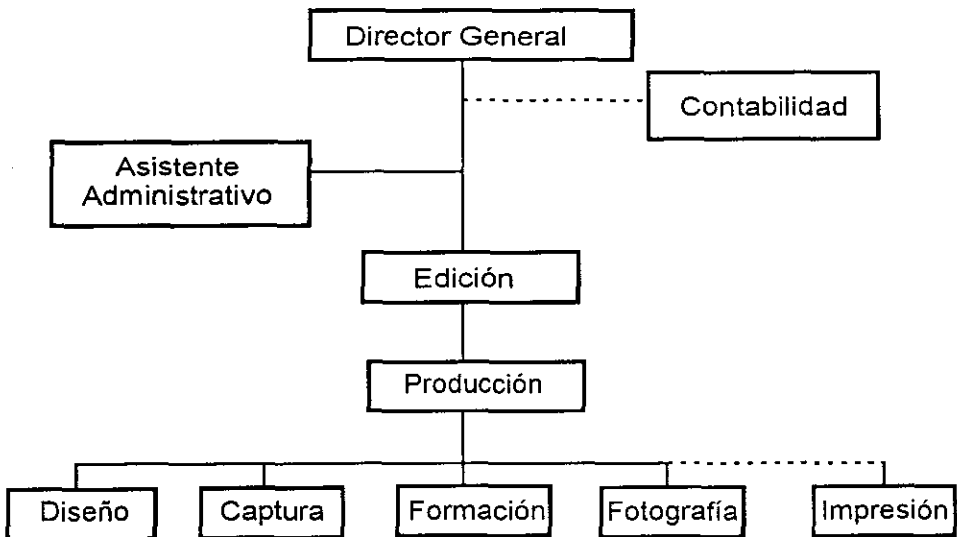 Director General
Contabilidad
Asistente
Administrativo
Edición
Producción
Diseño
Captura
Formación
Fotografía
Impresión